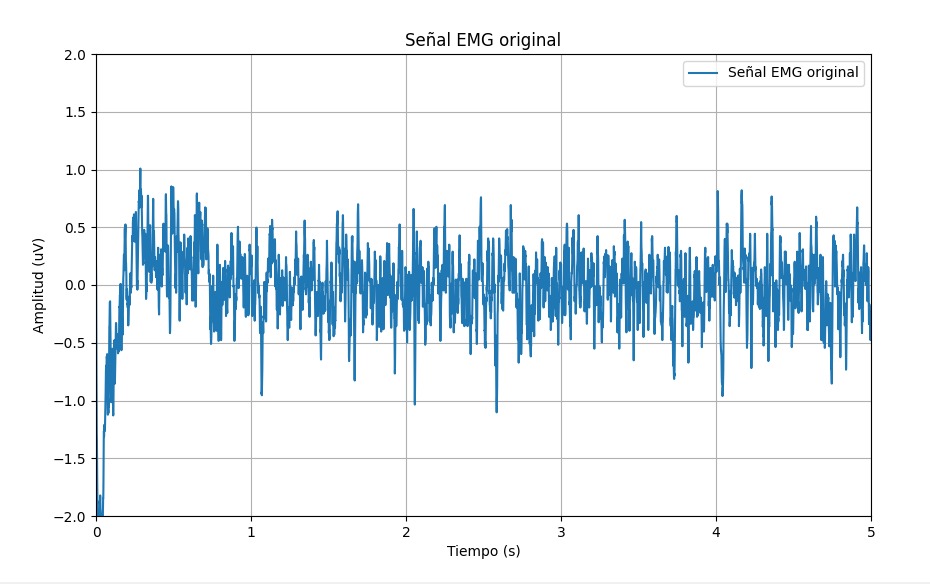 Señal EMG original
Señal EMG original
2.0
1.5
1.0
0.5
0.0
−0.5
−1.0
−1.5
−2.0
Amplitud (uV)
0 1 2 3 4 5
Tiempo (s)